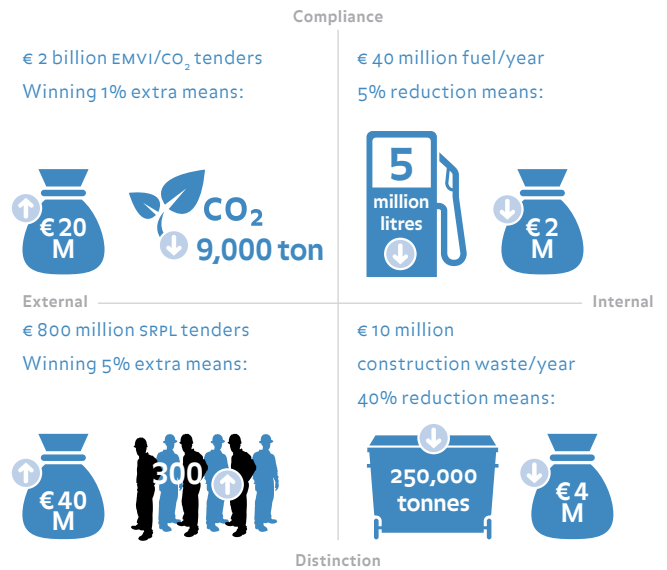 Compliance
€ 2 billion EMVI/CO₂ tenders
Winning 1% extra means:
€ 20
M
CO₂
9,000 ton
€ 40 million fuel/year
5% reduction means:
5
million
litres
€ 2
M
External
Internal
€ 800 million SRPL tenders
Winning 5% extra means:
€ 40
M
300
€ 10 million
construction waste/year
40% reduction means:
250,000
tonnes
€ 4
M
Distinction